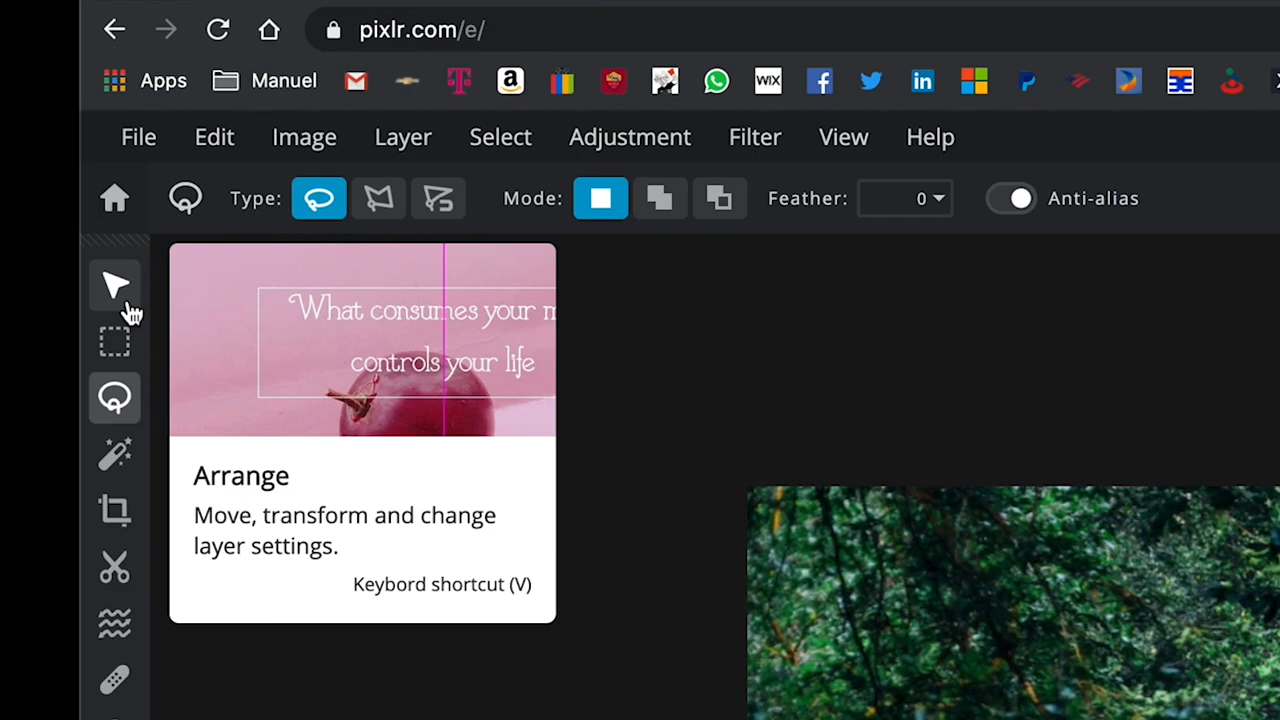 pixlr.com/e/
Apps Manuel a WIX
File Edit Image Layer Select Adjustment Filter View Help
Type: Mode: Feather: 0 Anti-alias
What consumes your m
controls your life
Arrange
Move, transform and change
layer settings.
Keybord shortcut (V)